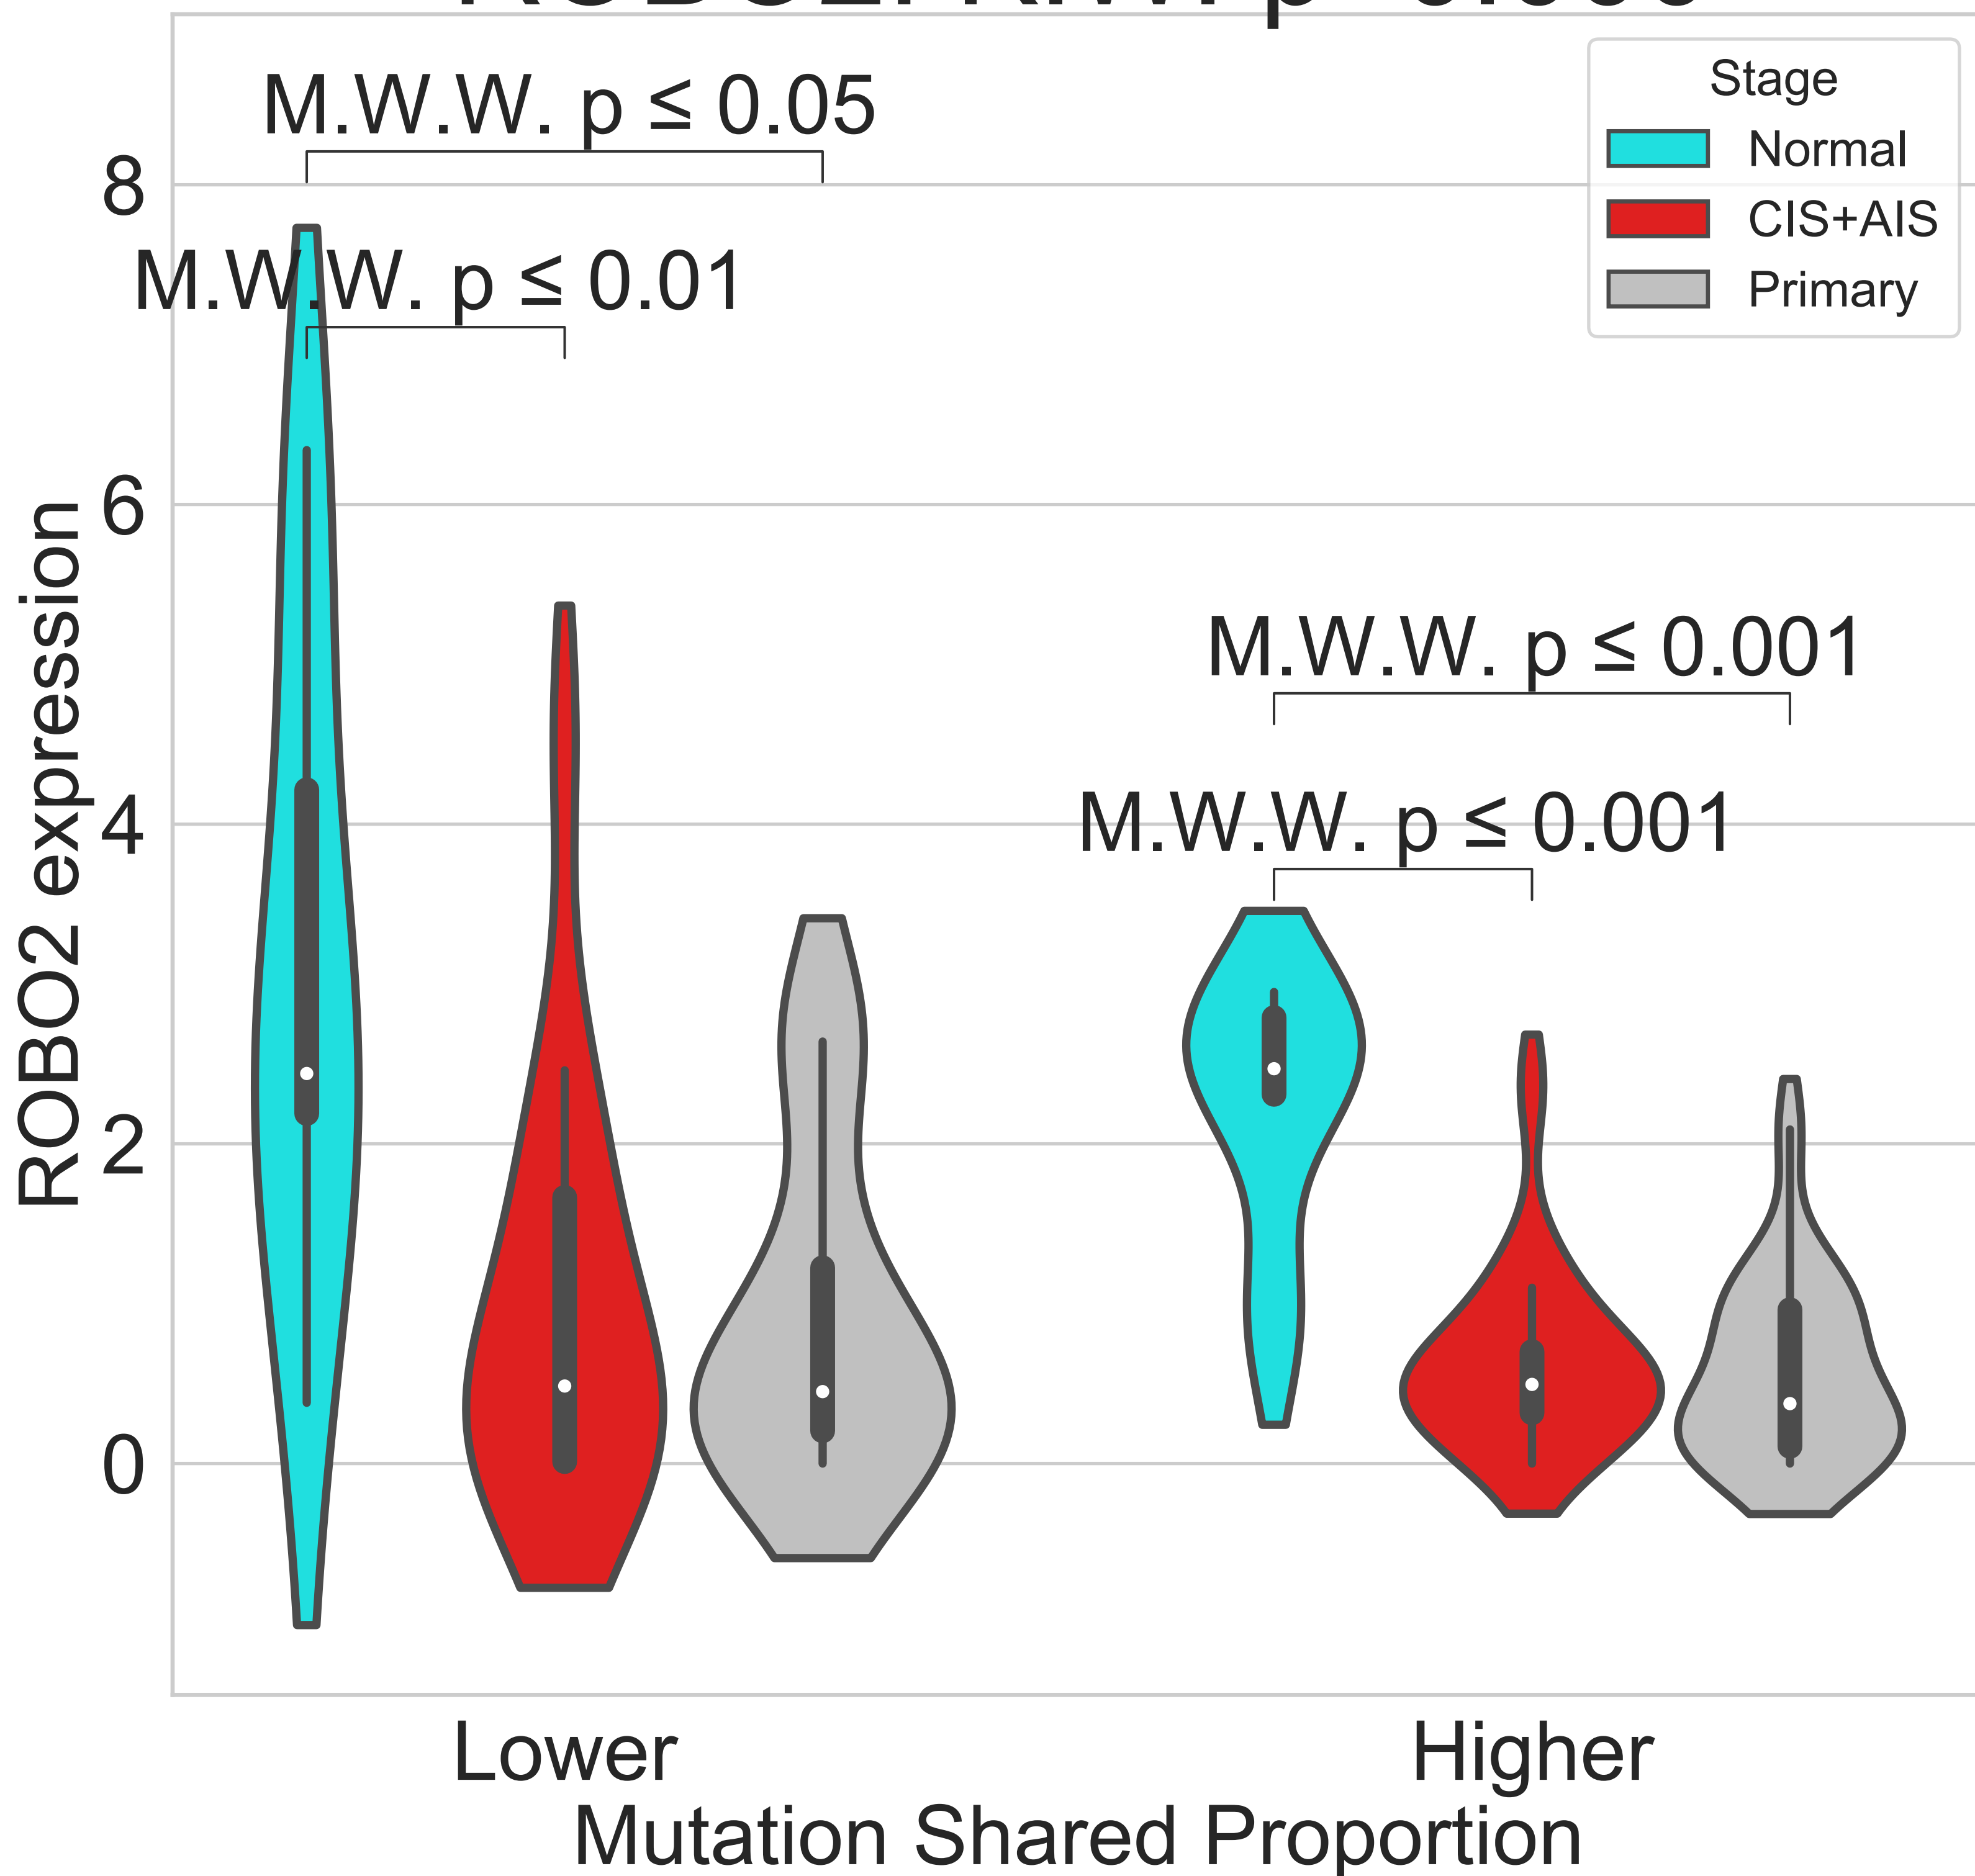 M.W.W. p ≤ 0.05
Stage
Normal
CIS+AIS
Primary
M.W.W. p ≤ 0.01
M.W.W. p ≤ 0.001
M.W.W. p ≤ 0.001
8
6
4
2
0
ROBO2 expression
Lower
Higher
Mutation Shared Proportion